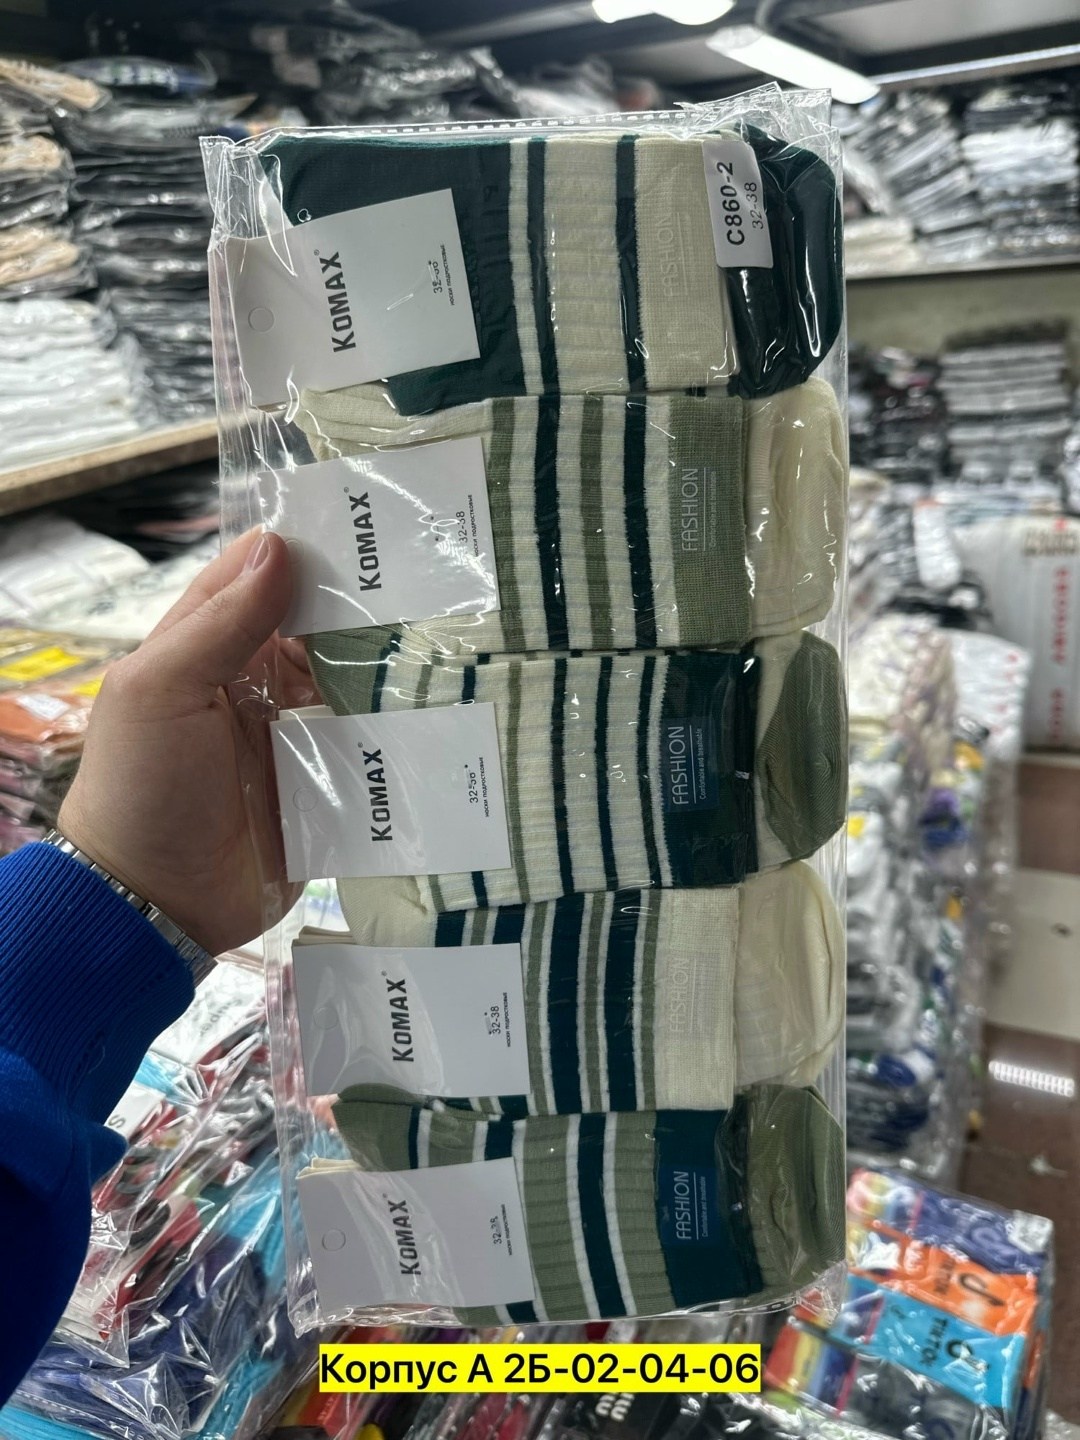 C860-2
32-38
KOMAX®
32-38
НОСКИ ПОДРОСТКОВЫЕ
FASHION
KOMAX®
32-38
НОСКИ ПОДРОСТКОВЫЕ
FASHION
KOMAX®
32-38
НОСКИ ПОДРОСТКОВЫЕ
FASHION
Comfortable and breathable
KOMAX®
32-38
НОСКИ ПОДРОСТКОВЫЕ
FASHION
KOMAX®
32-38
НОСКИ ПОДРОСТКОВЫЕ
FASHION
Comfortable and breathable
Корпус А 2Б-02-04-06